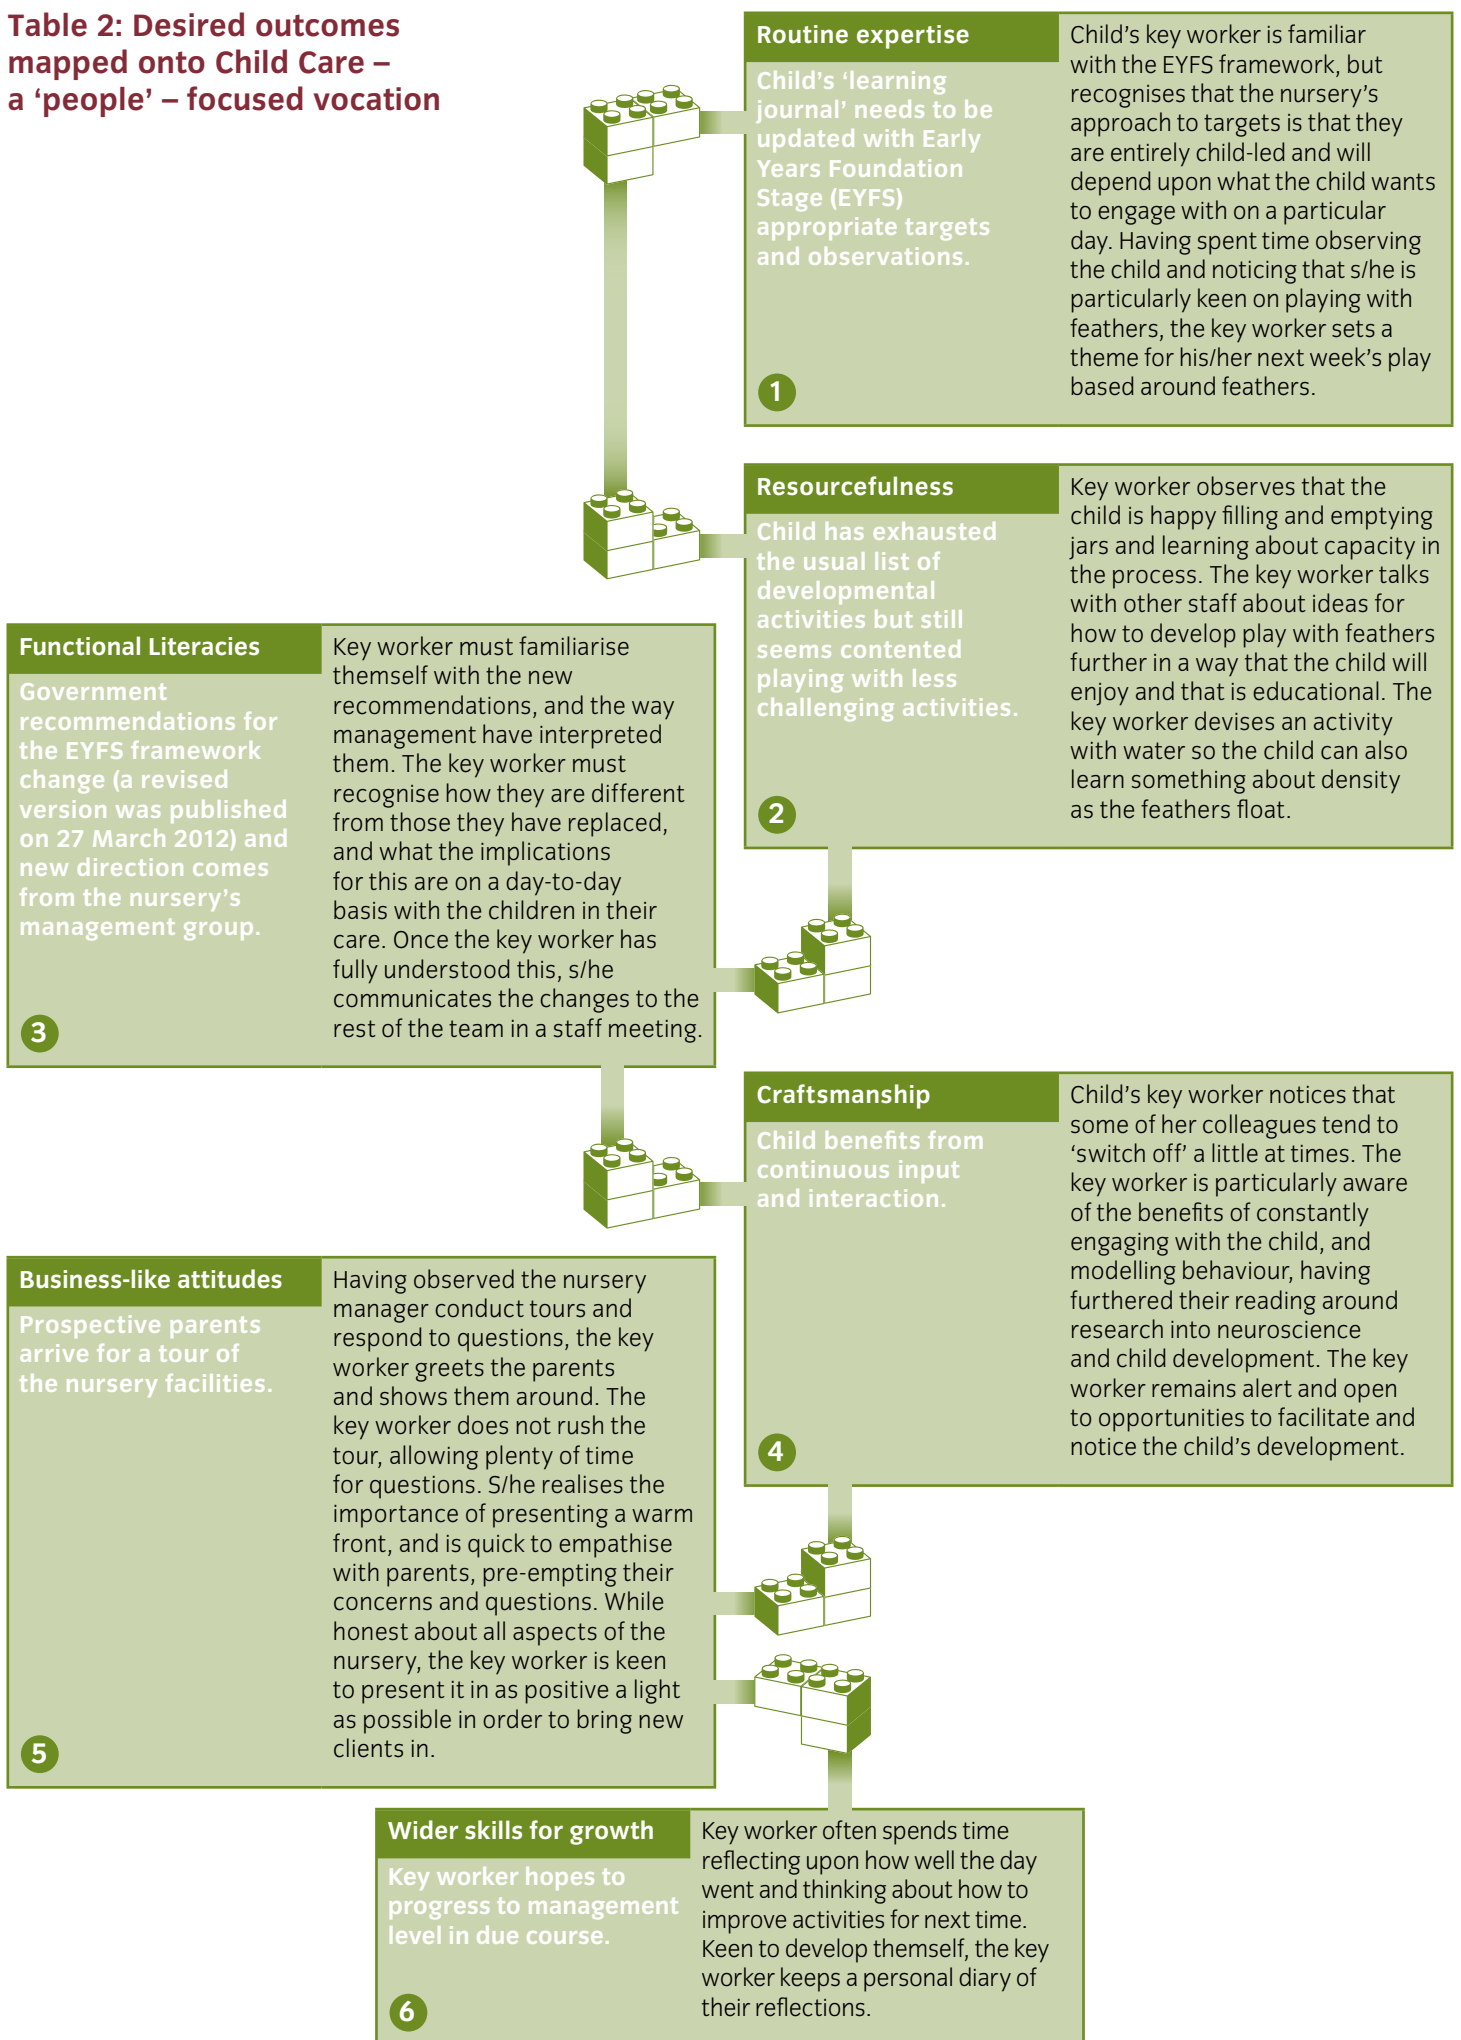 Table 2: Desired outcomes
mapped onto Child Care –
a ‘people’ – focused vocation
Routine expertise
Child’s ‘learning
journal’ needs to be
updated with Early
Years Foundation
Stage (EYFS)
appropriate targets
and observations.
1
Child’s key worker is familiar
with the EYFS framework, but
recognises that the nursery’s
approach to targets is that they
are entirely child-led and will
depend upon what the child wants
to engage with on a particular
day. Having spent time observing
the child and noticing that s/he is
particularly keen on playing with
feathers, the key worker sets a
theme for his/her next week’s play
based around feathers.
Resourcefulness
Child has exhausted
the usual list of
developmental
activities but still
seems contented
playing with less
challenging activities.
2
Key worker observes that the
child is happy filling and emptying
jars and learning about capacity in
the process. The key worker talks
with other staff about ideas for
how to develop play with feathers
further in a way that the child will
enjoy and that is educational. The
key worker devises an activity
with water so the child can also
learn something about density
as the feathers float.
Functional Literacies
Government
recommendations for
the EYFS framework
change (a revised
version was published
on 27 March 2012) and
new direction comes
from the nursery’s
management group.
3
Key worker must familiarise
themself with the new
recommendations, and the way
management have interpreted
them. The key worker must
recognise how they are different
from those they have replaced,
and what the implications
for this are on a day-to-day
basis with the children in their
care. Once the key worker has
fully understood this, s/he
communicates the changes to the
rest of the team in a staff meeting.
Craftsmanship
Child benefits from
continuous input
and interaction.
4
Child’s key worker notices that
some of her colleagues tend to
‘switch off’ a little at times. The
key worker is particularly aware
of the benefits of constantly
engaging with the child, and
modelling behaviour, having
furthered their reading around
research into neuroscience
and child development. The key
worker remains alert and open
to opportunities to facilitate and
notice the child’s development.
Business-like attitudes
Prospective parents
arrive for a tour of
the nursery facilities.
5
Having observed the nursery
manager conduct tours and
respond to questions, the key
worker greets the parents
and shows them around. The
key worker does not rush the
tour, allowing plenty of time
for questions. S/he realises the
importance of presenting a warm
front, and is quick to empathise
with parents, pre-empting their
concerns and questions. While
honest about all aspects of the
nursery, the key worker is keen
to present it in as positive a light
as possible in order to bring new
clients in.
Wider skills for growth
Key worker hopes to
progress to management
level in due course.
6
Key worker often spends time
reflecting upon how well the day
went and thinking about how to
improve activities for next time.
Keen to develop themself, the key
worker keeps a personal diary of
their reflections.